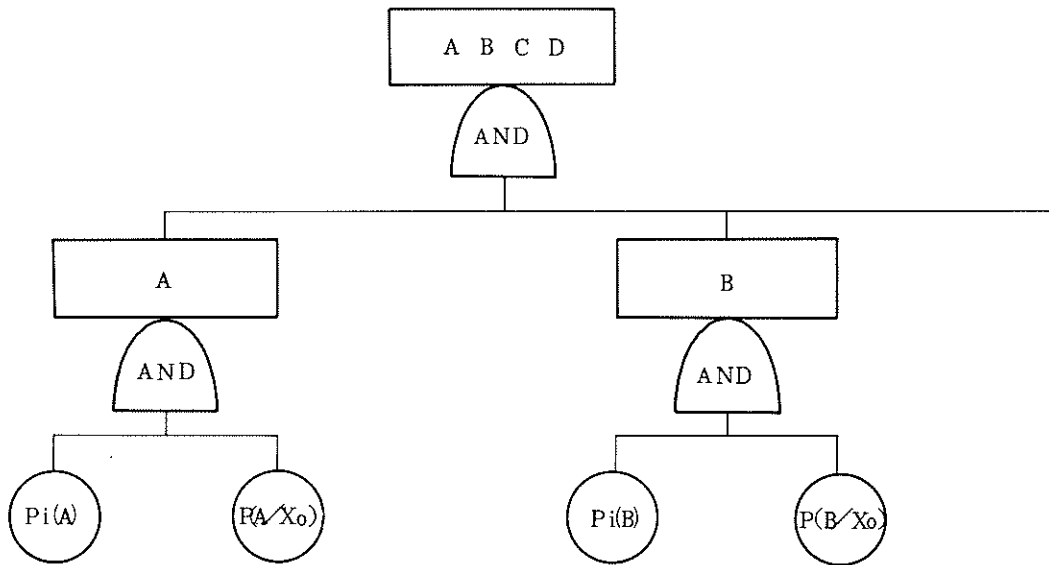 A B C D
AND
A
B
AND
AND
Pi(A)
P(A/Xo)
Pi(B)
P(B/Xo)